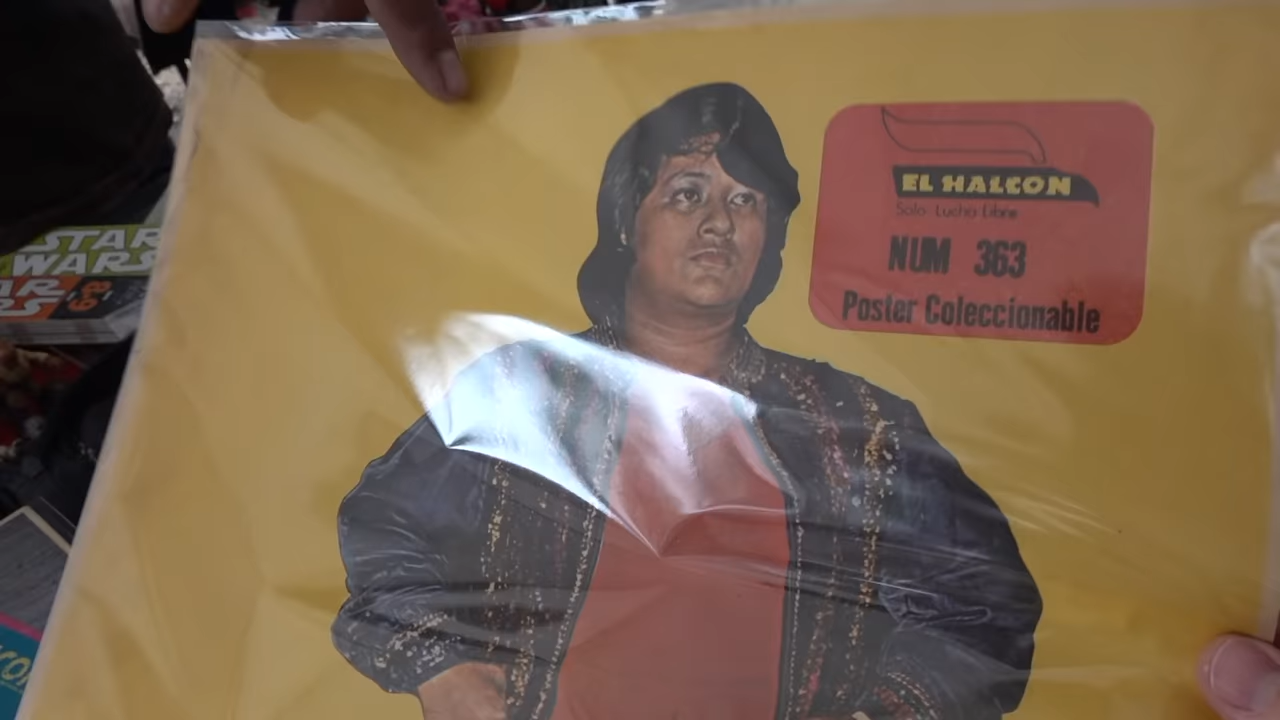 EL HALCON
Solo Lucha Libre
NUM 363
Poster Coleccionable
STAR
WARS